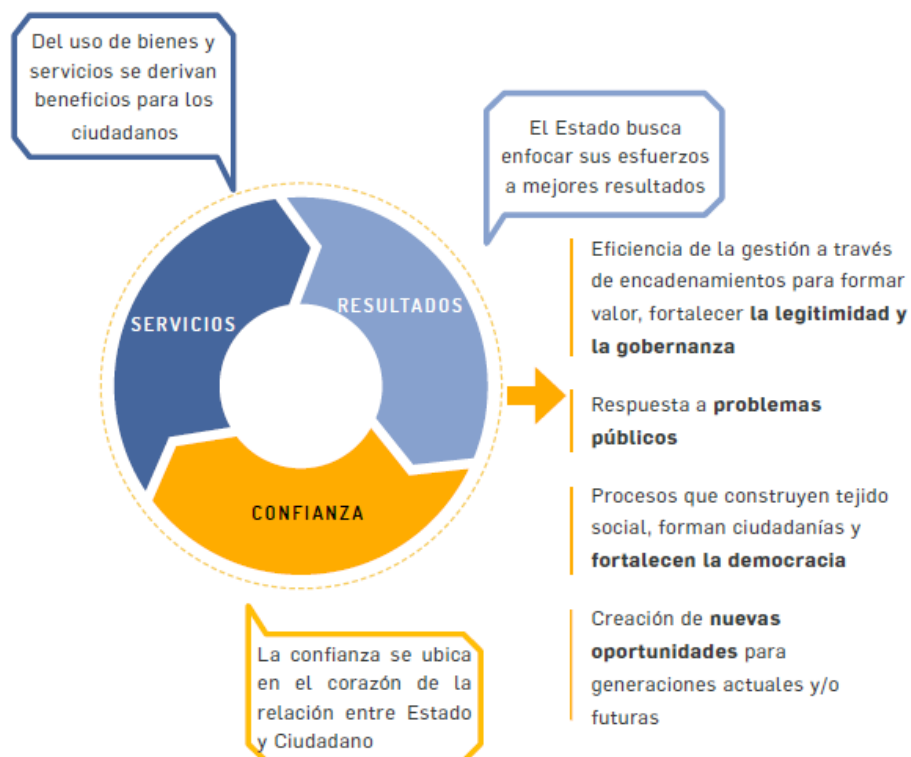 Del uso de bienes y
servicios se derivan
beneficios para los
ciudadanos
El Estado busca
enfocar sus esfuerzos
a mejores resultados
SERVICIOS
RESULTADOS
CONFIANZA
Eficiencia de la gestión a través
de encadenamientos para formar
valor, fortalecer la legitimidad y
la gobernanza
Respuesta a problemas
públicos
Procesos que construyen tejido
social, forman ciudadanías y
fortalecen la democracia
Creación de nuevas
oportunidades para
generaciones actuales y/o
futuras
La confianza se ubica
en el corazón de la
relación entre Estado
y Ciudadano